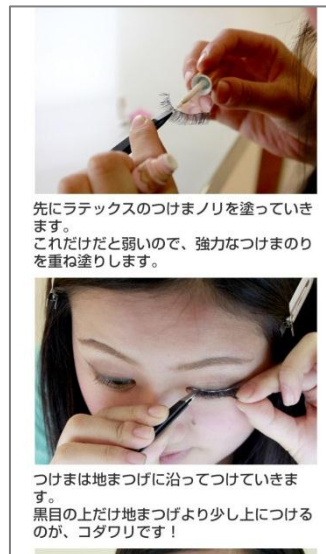 先にラテックスのつけまノリを塗っていき
ます。
これだけだと弱いので、強力なつけまのり
を重ね塗りします。
つけまは地まつげに沿ってつけていきま
す。
黒目の上だけ地まつげより少し上につける
のが、コダワリです！